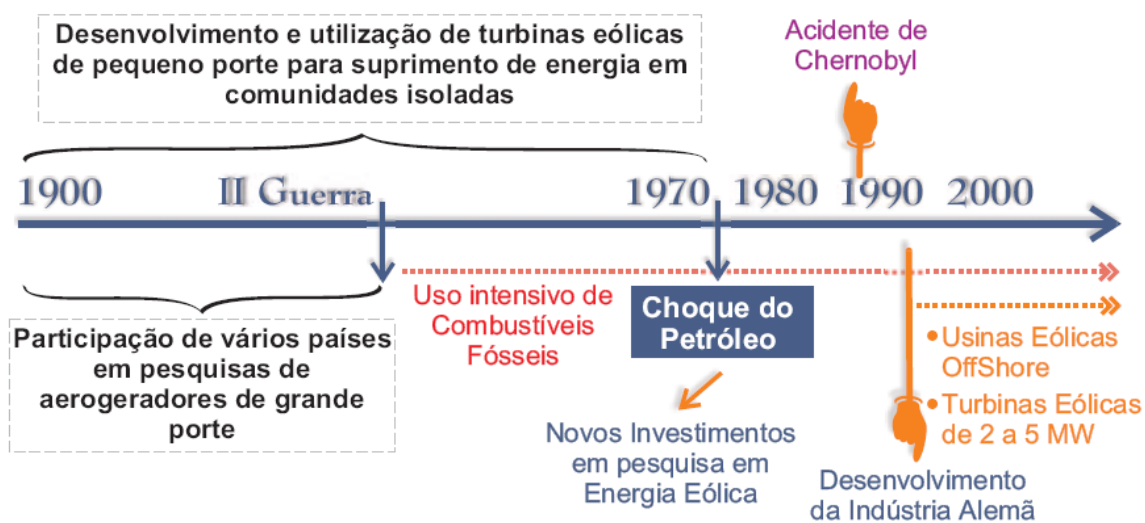 Desenvolvimento e utilização de turbinas eólicas
de pequeno porte para suprimento de energia em
comunidades isoladas
Acidente de
Chernobyl
1900 II Guerra 1970 1980 1990 2000
Participação de vários países
em pesquisas de
aerogeradores de grande
porte
Uso intensivo de
Combustíveis
Fósseis
Choque do
Petróleo
Novos Investimentos
em pesquisa em
Energia Eólica
• Usinas Eólicas
OffShore
• Turbinas Eólicas
de 2 a 5 MW
Desenvolvimento
da Indústria Alemã